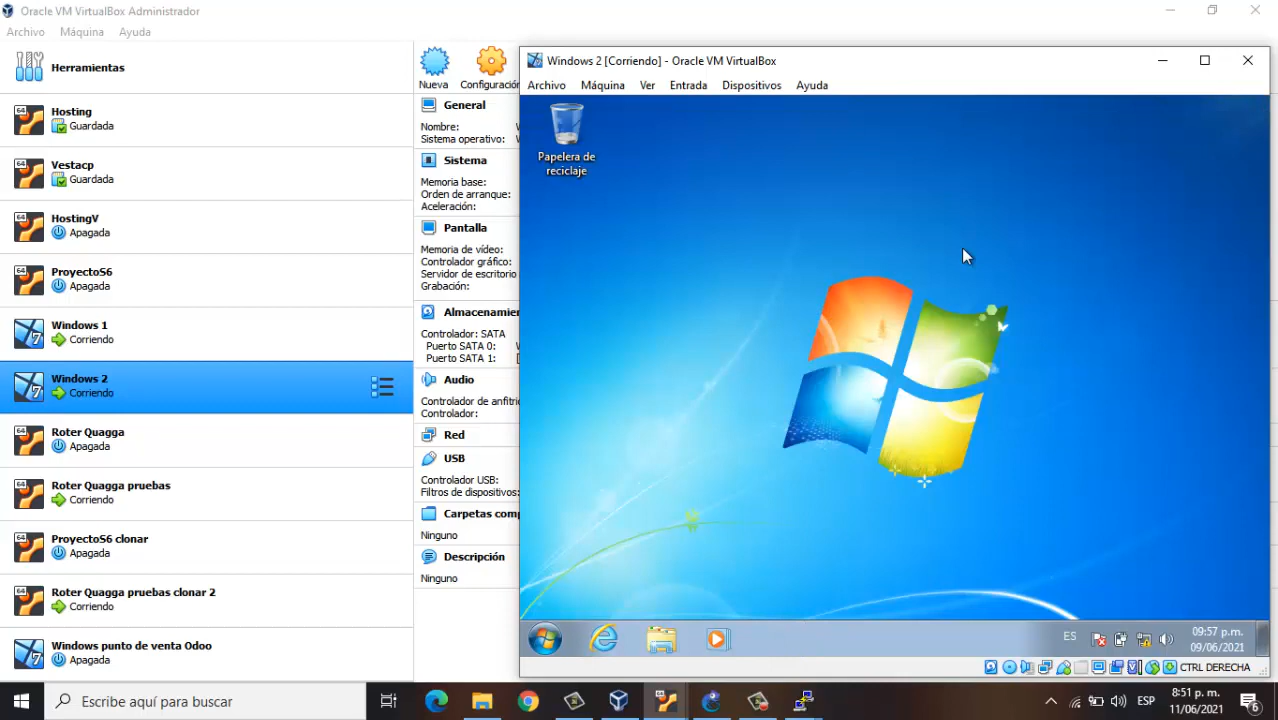 Oracle VM VirtualBox Administrador
Archivo Máquina Ayuda
Herramientas
Hosting
Guardada
Vestacp
Guardada
HostingV
Apagada
ProyectoS6
Apagada
Windows 1
Corriendo
Windows 2
Corriendo
Roter Quagga
Apagada
Roter Quagga pruebas
Corriendo
ProyectoS6 clonar
Apagada
Roter Quagga pruebas clonar 2
Corriendo
Windows punto de venta Odoo
Apagada
Nueva Configuración
General
Nombre:
Sistema operativo:
Sistema
Memoria base:
Orden de arranque:
Aceleración:
Pantalla
Memoria de vídeo:
Controlador gráfico:
Servidor de escritorio
Grabación:
Almacenamie
Controlador: SATA
Puerto SATA 0:
Puerto SATA 1:
Audio
Controlador de anfitri
Controlador:
Red
USB
Controlador USB:
Filtros de dispositivos:
Carpetas comp
Ninguno
Descripción
Ninguno
Windows 2 [Corriendo] - Oracle VM VirtualBox
Archivo Máquina Ver Entrada Dispositivos Ayuda
Papelera de
reciclaje
ES
09:57 p.m.
09/06/2021
CTRL DERECHA
Escribe aquí para buscar
ESP
8:51 p. m.
11/06/2021
6